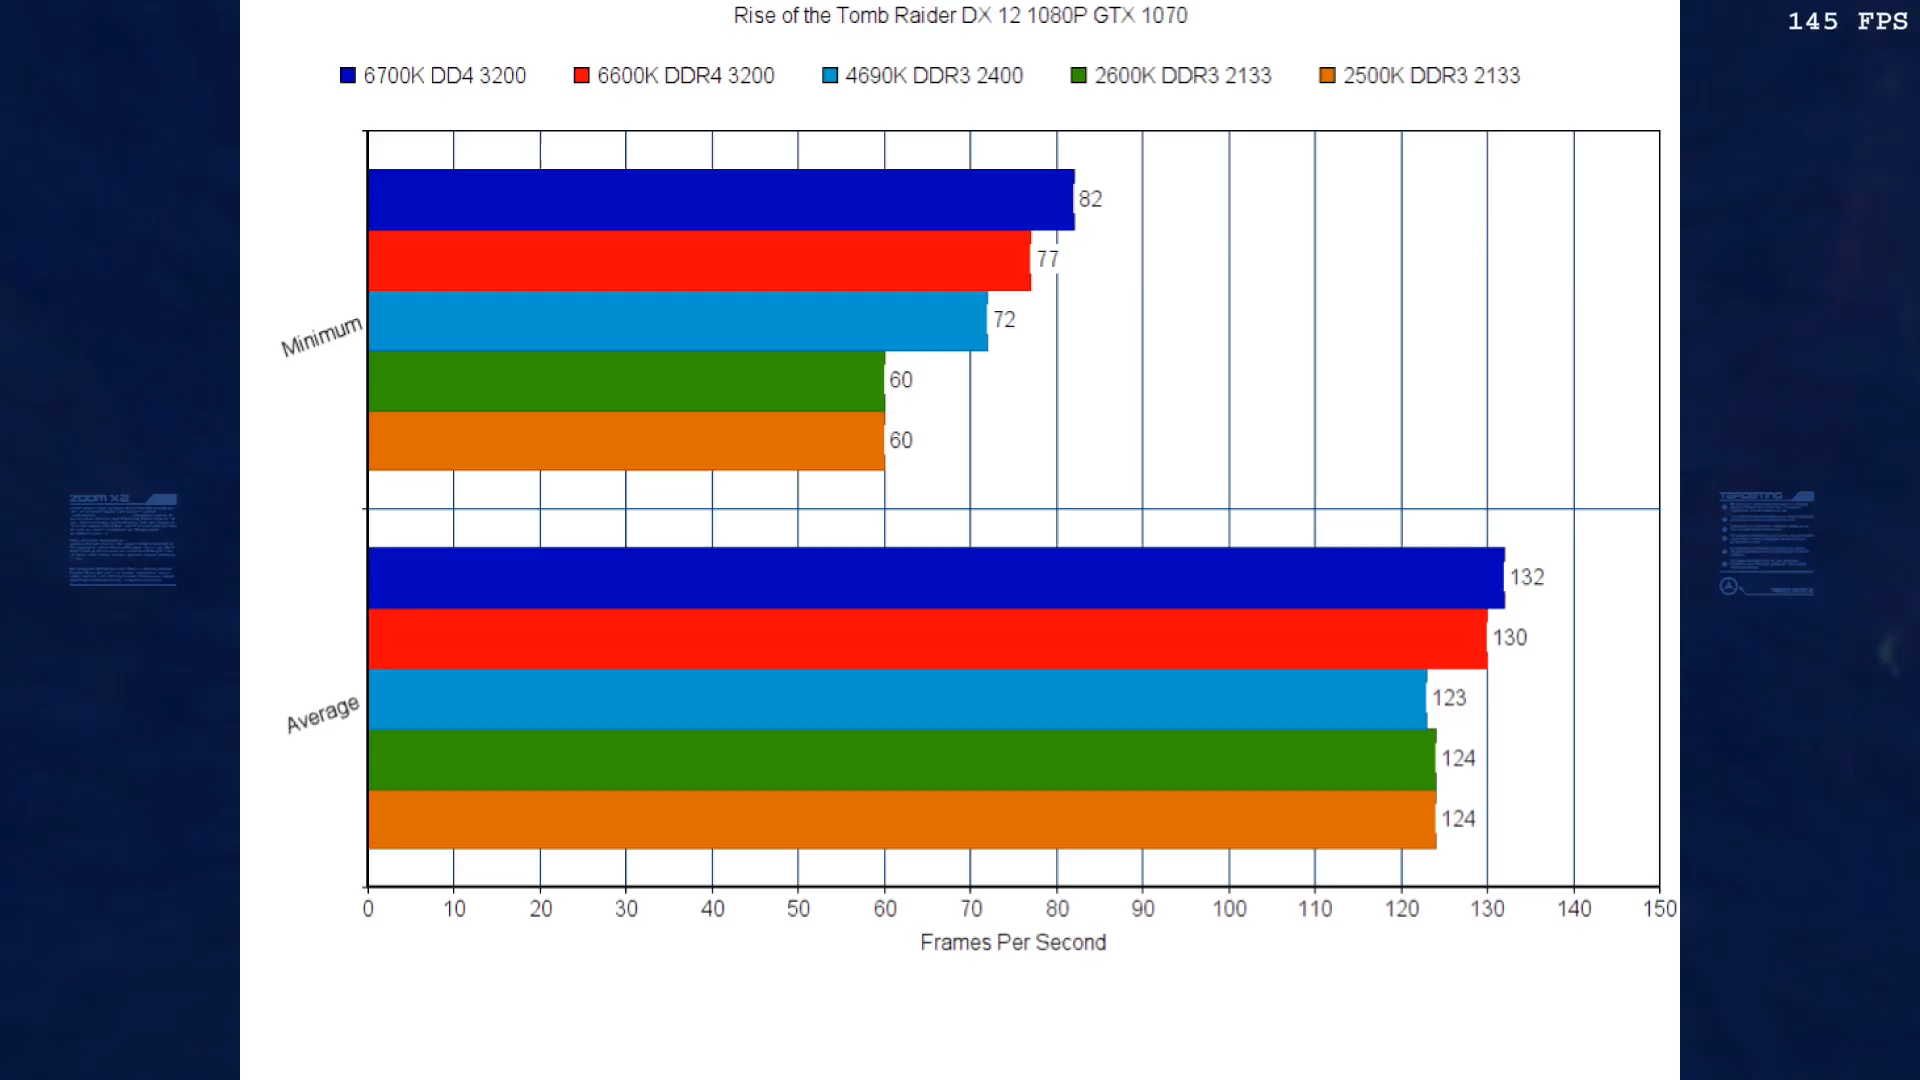 Rise of the Tomb Raider DX 12 1080P GTX 1070
145 FPS
6700K DD4 3200 6600K DDR4 3200 4690K DDR3 2400 2600K DDR3 2133 2500K DDR3 2133
82
77
Minimum
72
60
60
ZOOM X2
TARGETING
132
130
Average
123
124
124
0 10 20 30 40 50 60 70 80 90 100 110 120 130 140 150
Frames Per Second